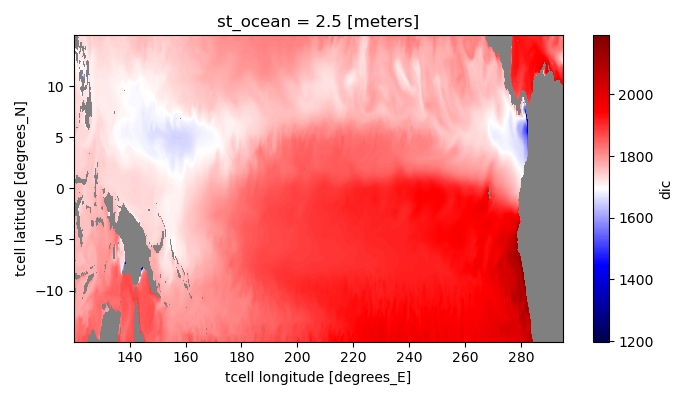 st_ocean = 2.5 [meters]
tcell latitude [degrees_N]
10
5
0
−5
−10
140 160 180 200 220 240 260 280
tcell longitude [degrees_E]
2000
1800
1600
1400
1200
dic